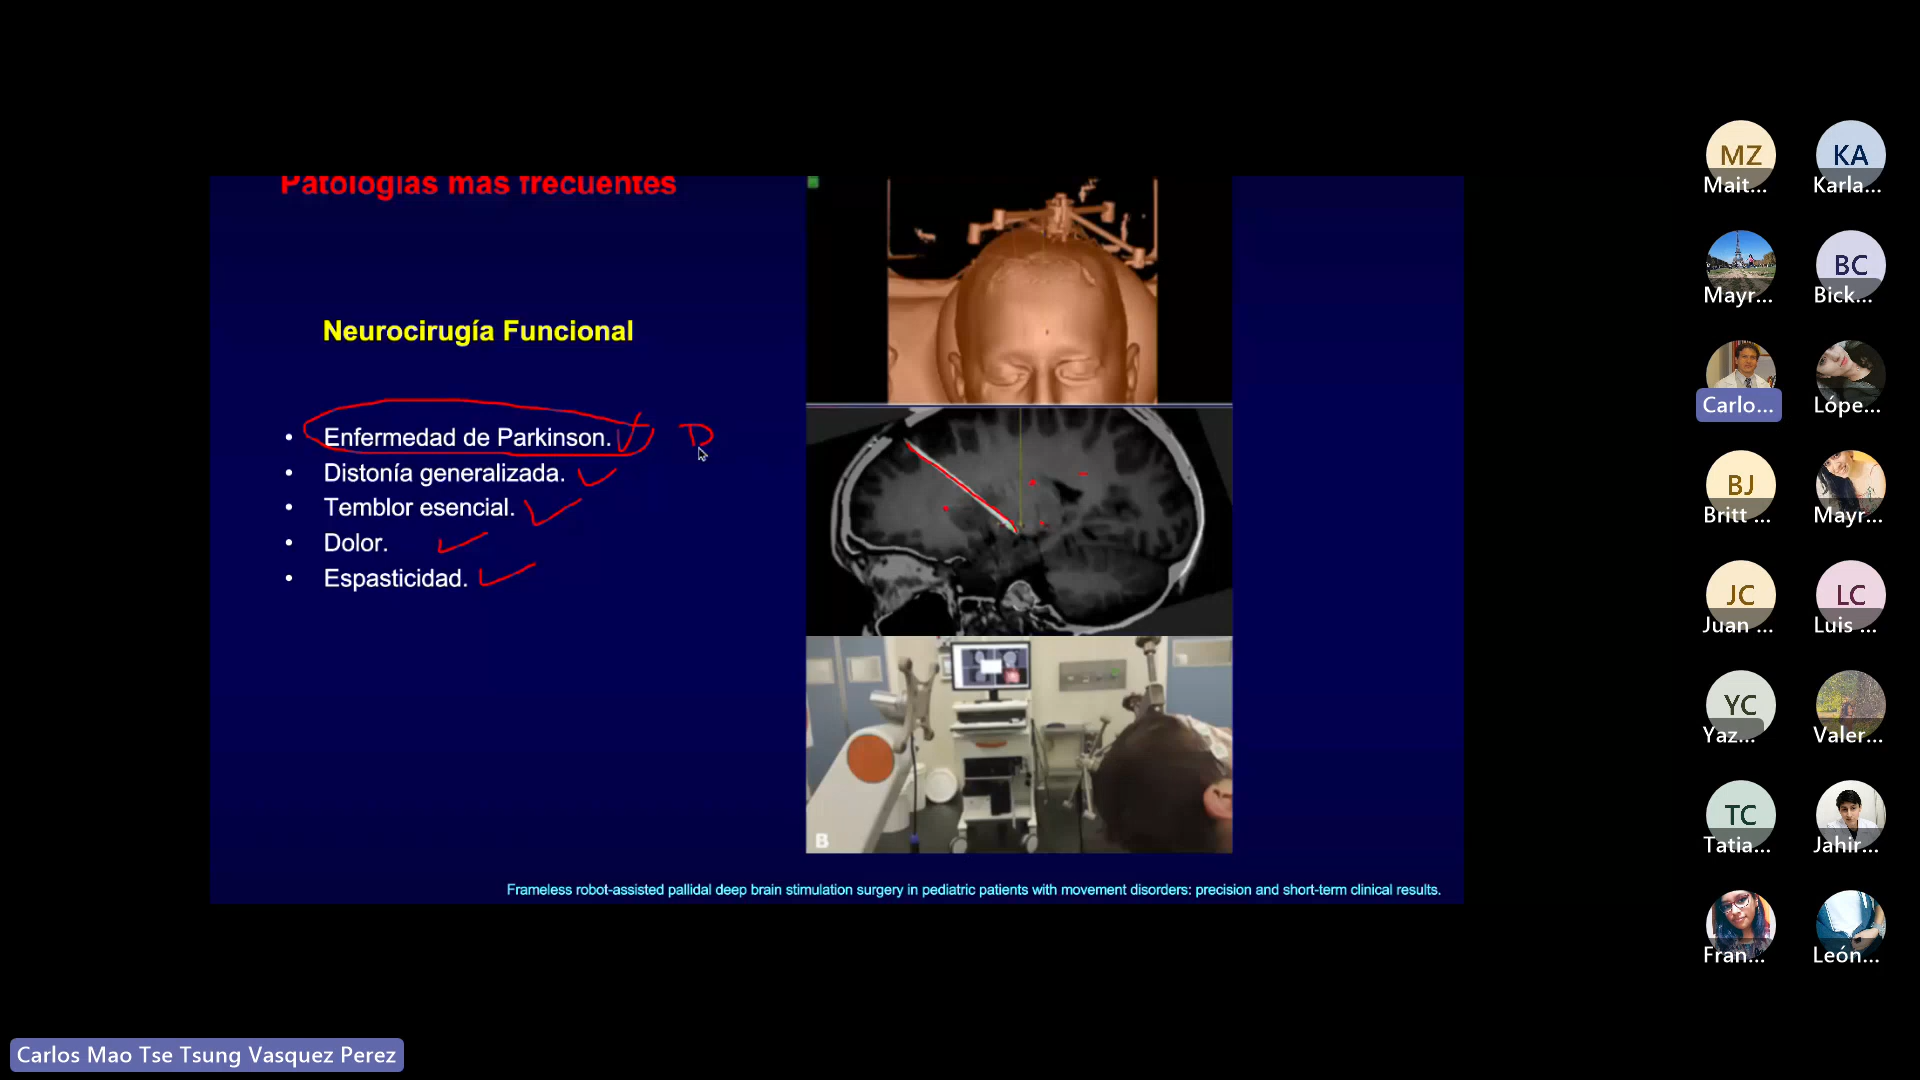 Patologías más frecuentes
Neurocirugía Funcional
• Enfermedad de Parkinson. D
• Distonía generalizada.
• Temblor esencial.
• Dolor.
• Espasticidad.
B
Frameless robot-assisted pallidal deep brain stimulation surgery in pediatric patients with movement disorders: precision and short-term clinical results.
MZ KA
Mait... Karla...
BC
Mayr... Bick...
Carlo... Lópe...
BJ
Britt ... Mayr...
JC LC
Juan ... Luis ...
YC
Yaz... Valer...
TC
Tatia... Jahir...
Fran... León...
Carlos Mao Tse Tsung Vasquez Perez